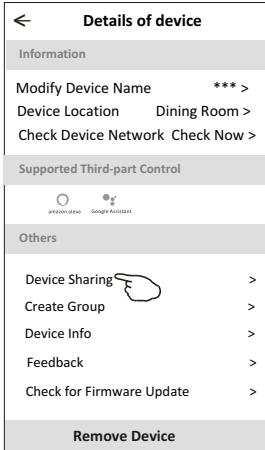 Details of device
Information
Modify Device Name *** >
Device Location Dining Room >
Check Device Network Check Now >
Supported Third-part Control
amazon alexa Google Assistant
Others
Device Sharing >
Create Group >
Device Info >
Feedback >
Check for Firmware Update >
Remove Device